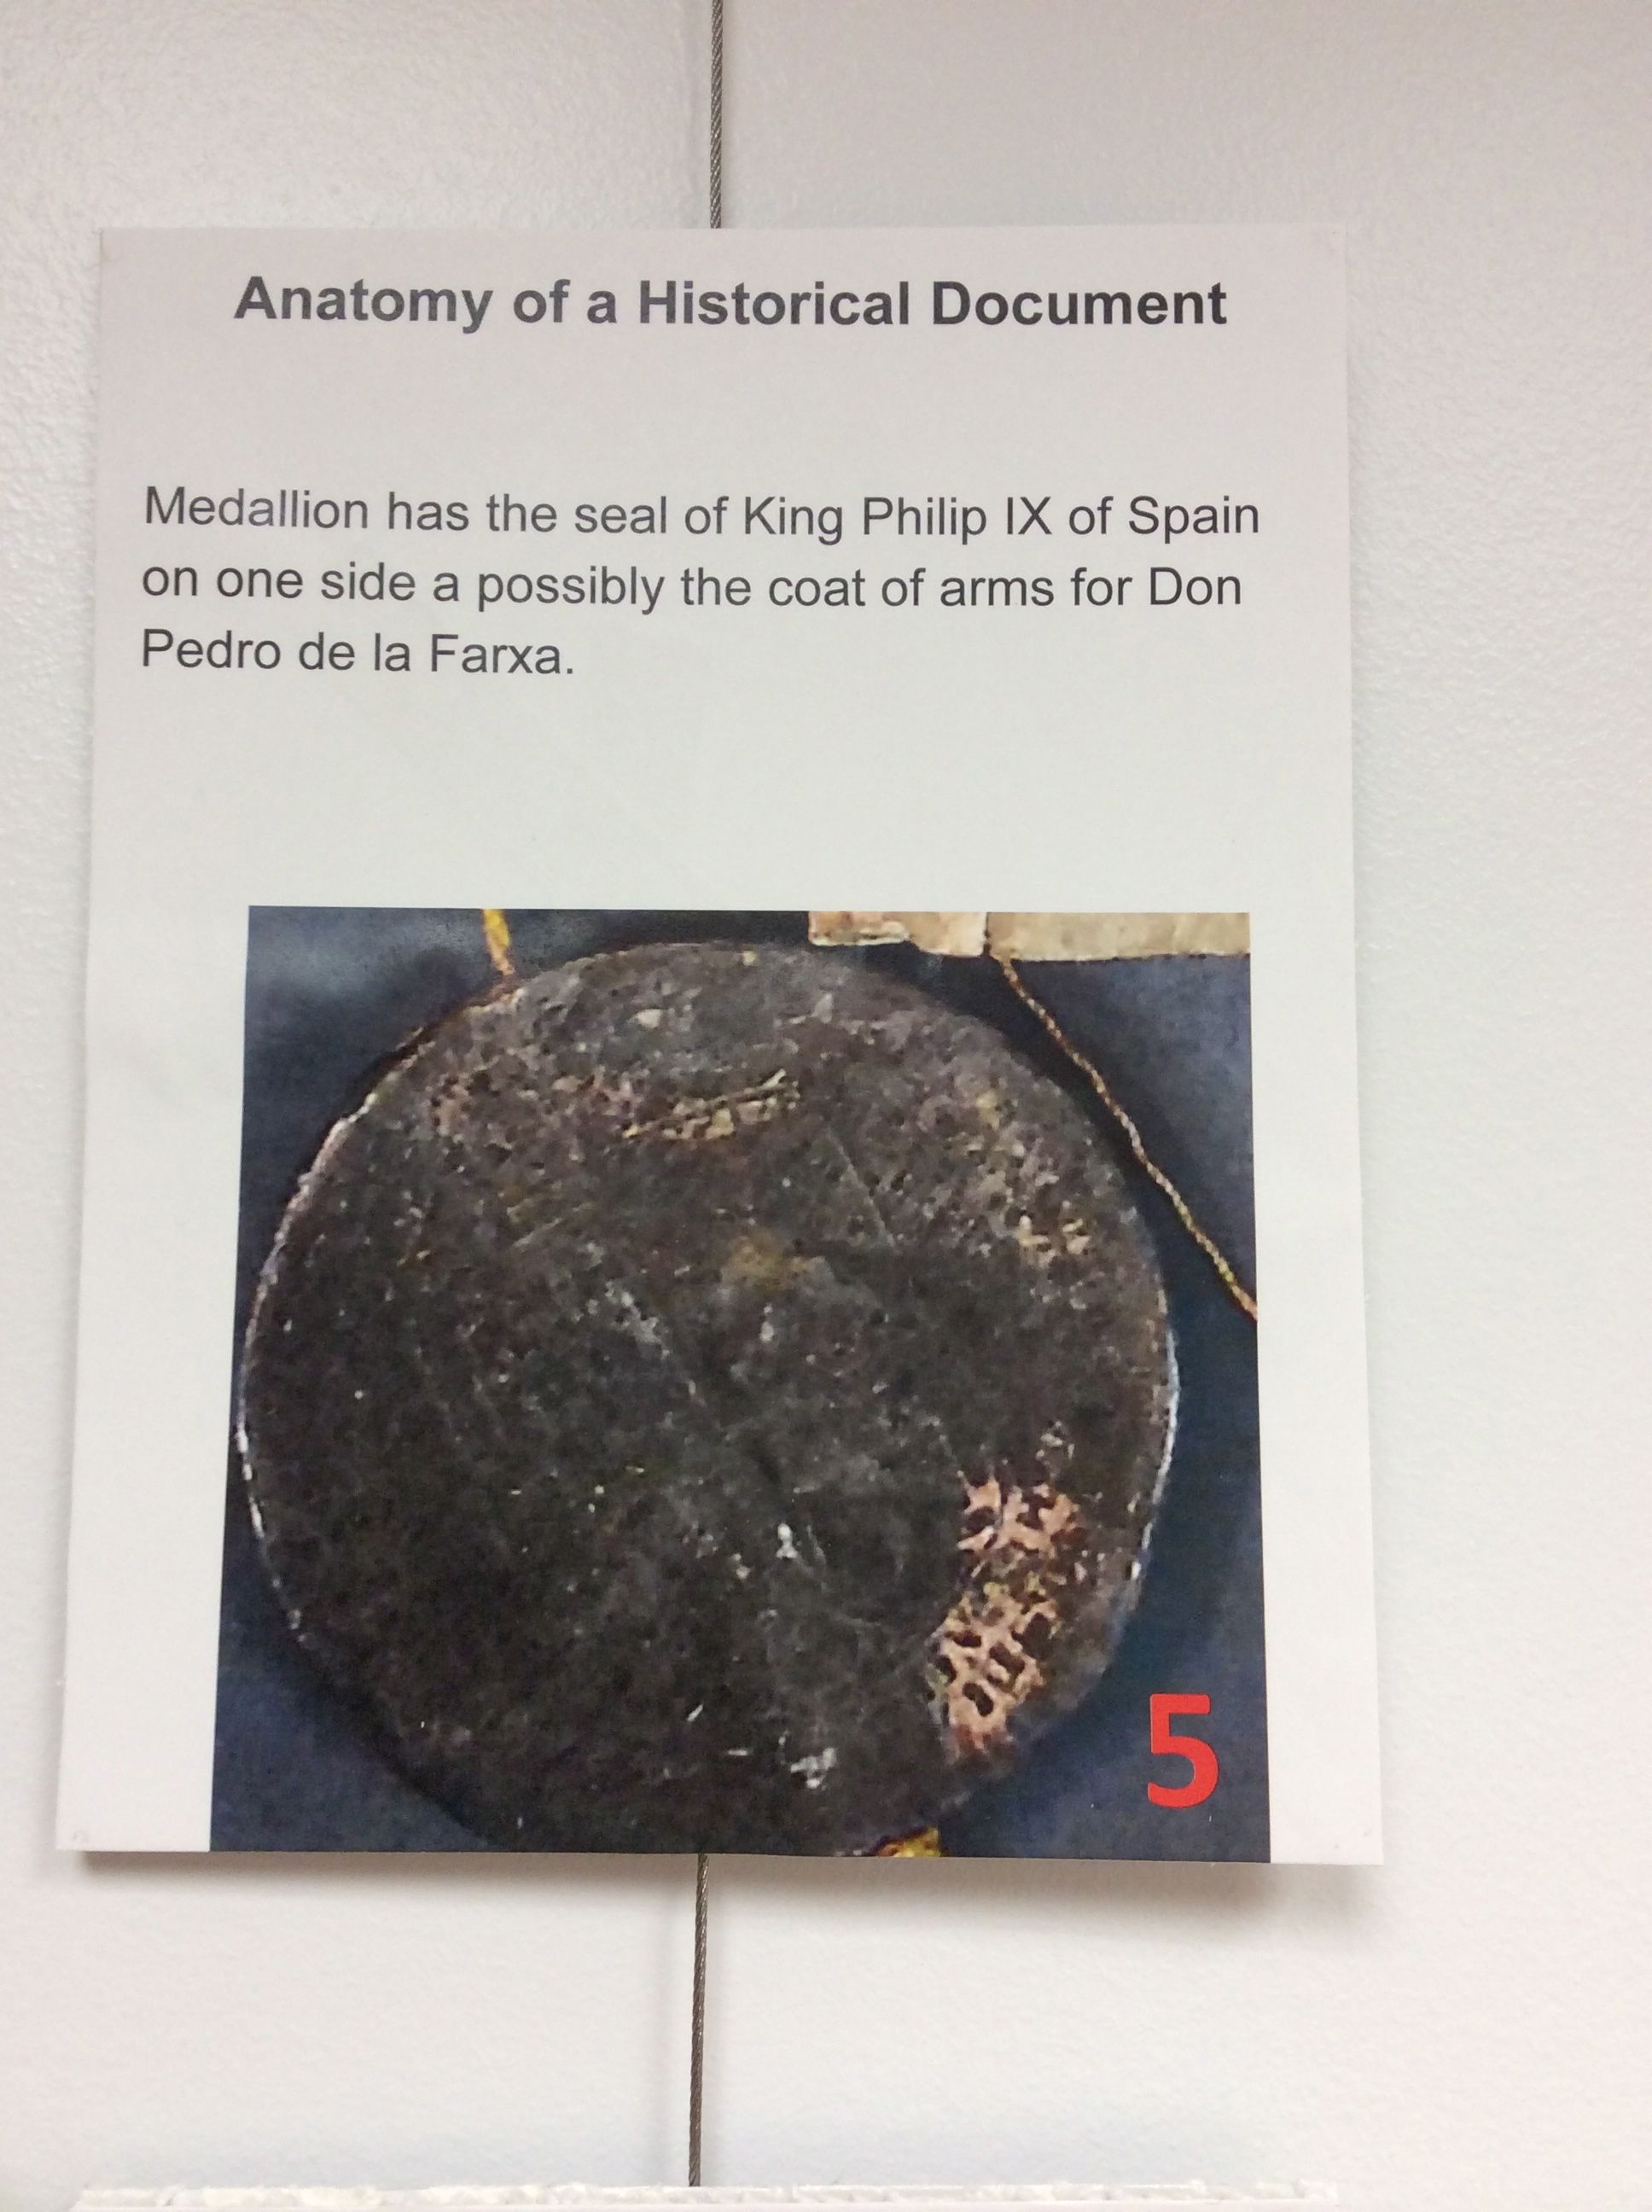 Anatomy of a Historical Document
Medallion has the seal of King Philip IX of Spain
on one side a possibly the coat of arms for Don
Pedro de la Farxa.
5